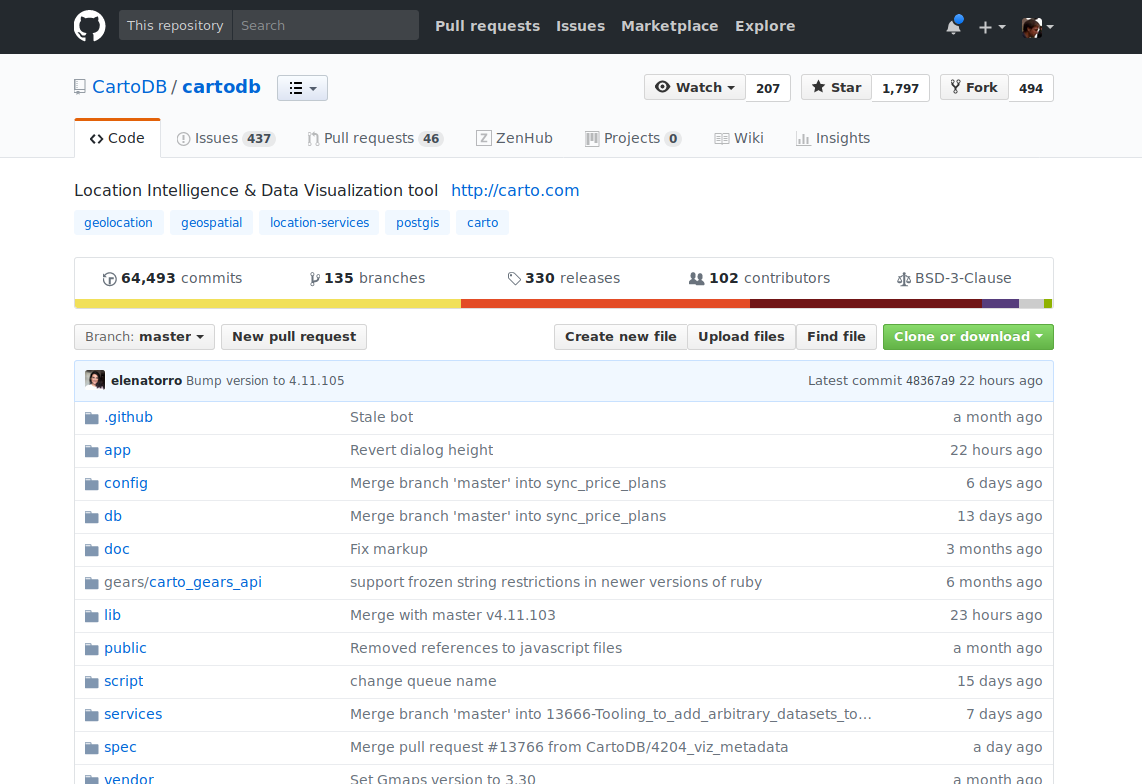 This repository Search Pull requests Issues Marketplace Explore
CartoDB / cartodb Watch 207 Star 1,797 Fork 494
Code Issues 437 Pull requests 46 ZenHub Projects 0 Wiki Insights
Location Intelligence & Data Visualization tool http://carto.com
geolocation geospatial location-services postgis carto
64,493 commits 135 branches 330 releases 102 contributors BSD-3-Clause
Branch: master New pull request Create new file Upload files Find file Clone or download
elenatorro Bump version to 4.11.105 Latest commit 48367a9 22 hours ago
.github Stale bot a month ago
app Revert dialog height 22 hours ago
config Merge branch 'master' into sync_price_plans 6 days ago
db Merge branch 'master' into sync_price_plans 13 days ago
doc Fix markup 3 months ago
gears/carto_gears_api support frozen string restrictions in newer versions of ruby 6 months ago
lib Merge with master v4.11.103 23 hours ago
public Removed references to javascript files a month ago
script change queue name 15 days ago
services Merge branch 'master' into 13666-Tooling_to_add_arbitrary_datasets_to… 7 days ago
spec Merge pull request #13766 from CartoDB/4204_viz_metadata a day ago
vendor Set Gmaps version to 3.30 a month ago